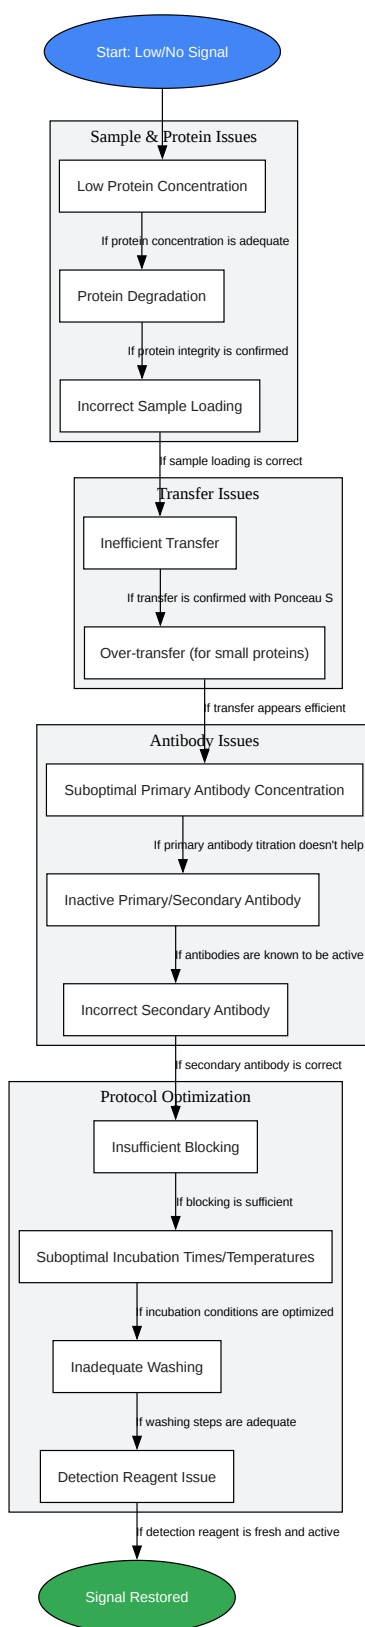 Start: Low/No Signal
Sample & Protein Issues
Low Protein Concentration
If protein concentration is adequate
Protein Degradation
If protein integrity is confirmed
Incorrect Sample Loading
If sample loading is correct
Transfer Issues
Inefficient Transfer
If transfer is confirmed with Ponceau S
Over-transfer (for small proteins)
If transfer appears efficient
Antibody Issues
Suboptimal Primary Antibody Concentration
If primary antibody titration doesn't help
Inactive Primary/Secondary Antibody
If antibodies are known to be active
Incorrect Secondary Antibody
If secondary antibody is correct
Protocol Optimization
Insufficient Blocking
If blocking is sufficient
Suboptimal Incubation Times/Temperatures
If incubation conditions are optimized
Inadequate Washing
If washing steps are adequate
Detection Reagent Issue
If detection reagent is fresh and active
Signal Restored